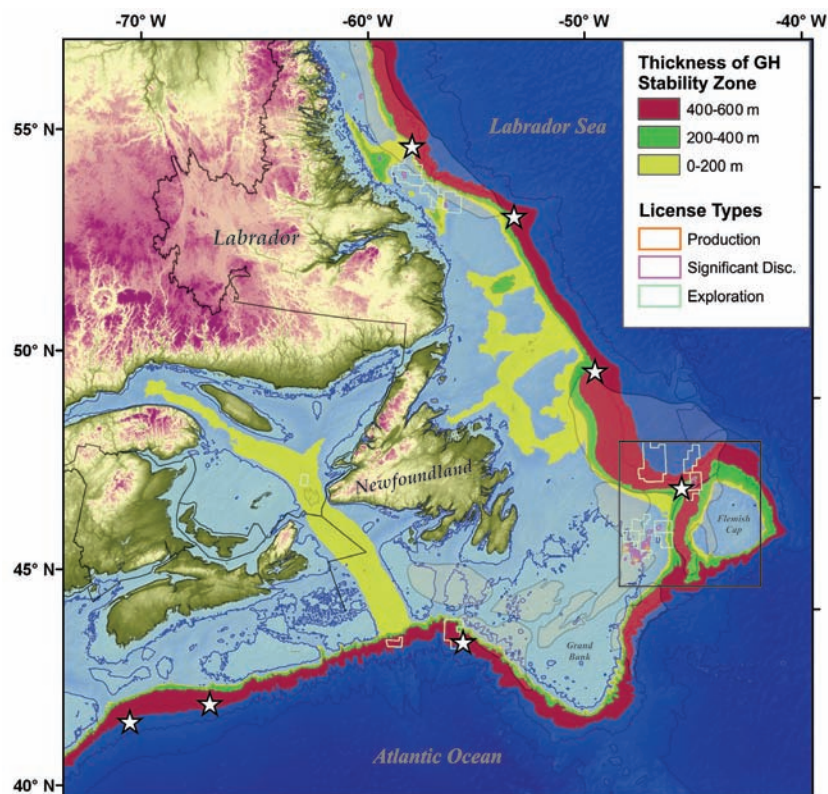 -70° W -60° W -50° W -40° W
Thickness of GH
Stability Zone
400-600 m
200-400 m
0-200 m
License Types
Production
Significant Disc.
Exploration
55° N
Labrador Sea
Labrador
50° N
Newfoundland
Flemish
Cap
45° N
Grand
Bank
Atlantic Ocean
40° N